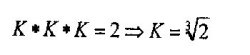 K * K * K = 2 ⇒ K = ∛2